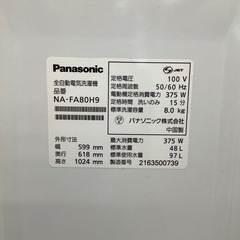 Panasonic
全自動電気洗濯機
品番
NA-FA80H9
JET
定格電圧 100 V
定格周波数 50/60 Hz
電動機定格消費電力 375 W
定格時間 洗いのみ 15 分
標準洗濯容量 8.0 kg
パナソニック株式会社
中国製
外形寸法
幅 599 mm
奥行 618 mm
高さ 1024 mm
最大消費電力 375 W
標準水量 48 L
標準使用水量 97 L
製造番号 2163500739